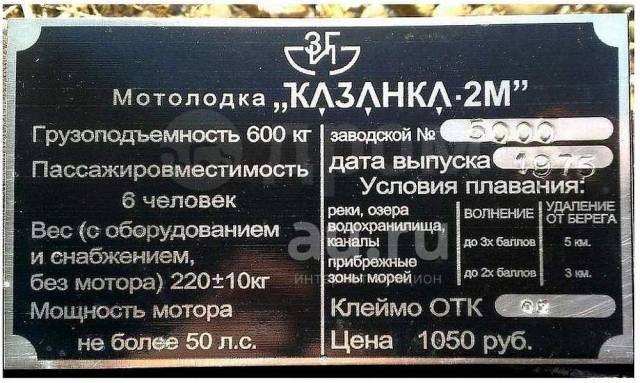 Мотолодка „КАЗАНКА-2М”
Грузоподъемность 600 кг
Пассажировместимость
6 человек
Вес (с оборудованием
и снабжением,
без мотора) 220±10кг
Мощность мотора
не более 50 л.с.
заводской № 5000
дата выпуска 1975
Условия плавания:
ВОЛНЕНИЕ УДАЛЕНИЕ
ОТ БЕРЕГА
реки, озера
водохранилища,
каналы до 3х баллов 5 км.
прибрежные
зоны морей до 2х баллов 3 км.
Клеймо ОТК
Цена 1050 руб.